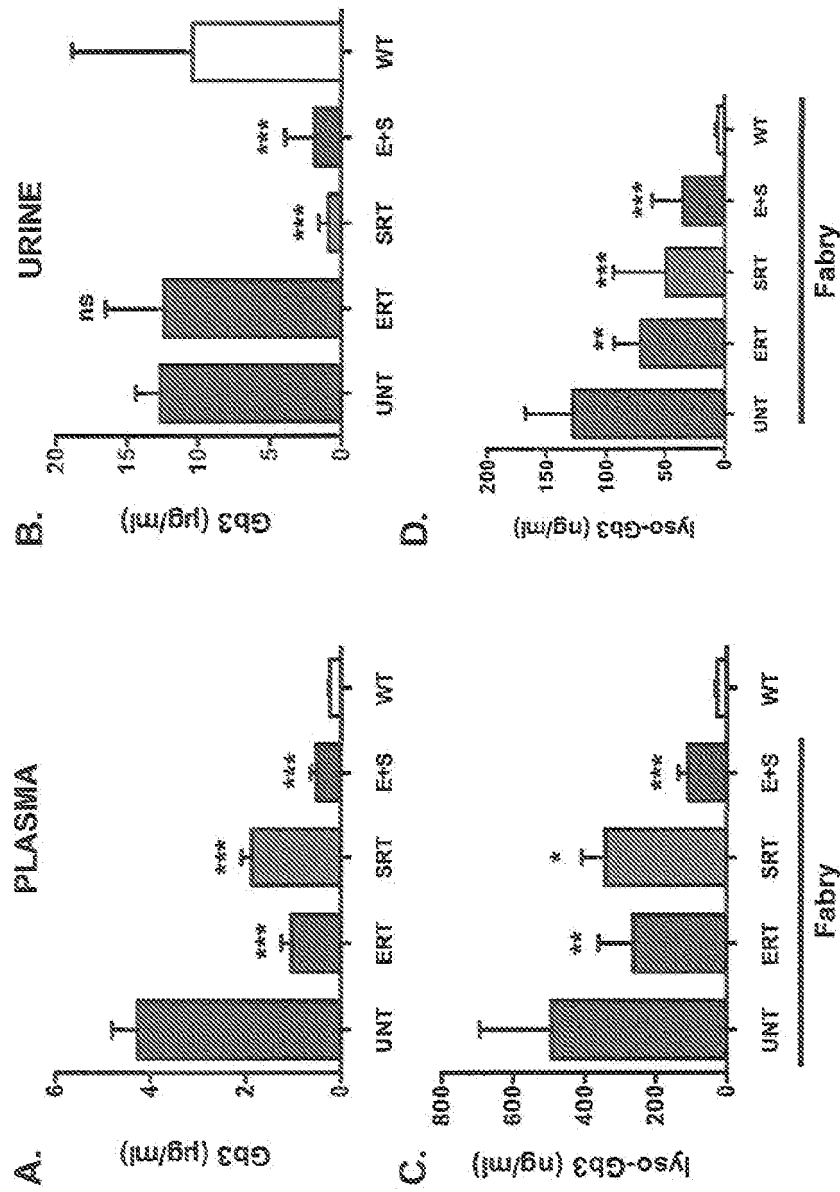 PLASMA
URINE
A.
Gb3 (µg/ml)
6
4
2
0
***
***
***
UNT
ERT
SRT
E+S
WT
B.
Gb3 (µg/ml)
20
15
10
5
0
ns
***
***
UNT
ERT
SRT
E+S
WT
C.
lyso-Gb3 (ng/ml)
800
600
400
200
0
**
*
***
UNT
ERT
SRT
E+S
WT
Fabry
D.
lyso-Gb3 (ng/ml)
200
150
100
50
0
**
***
***
UNT
ERT
SRT
E+S
WT
Fabry